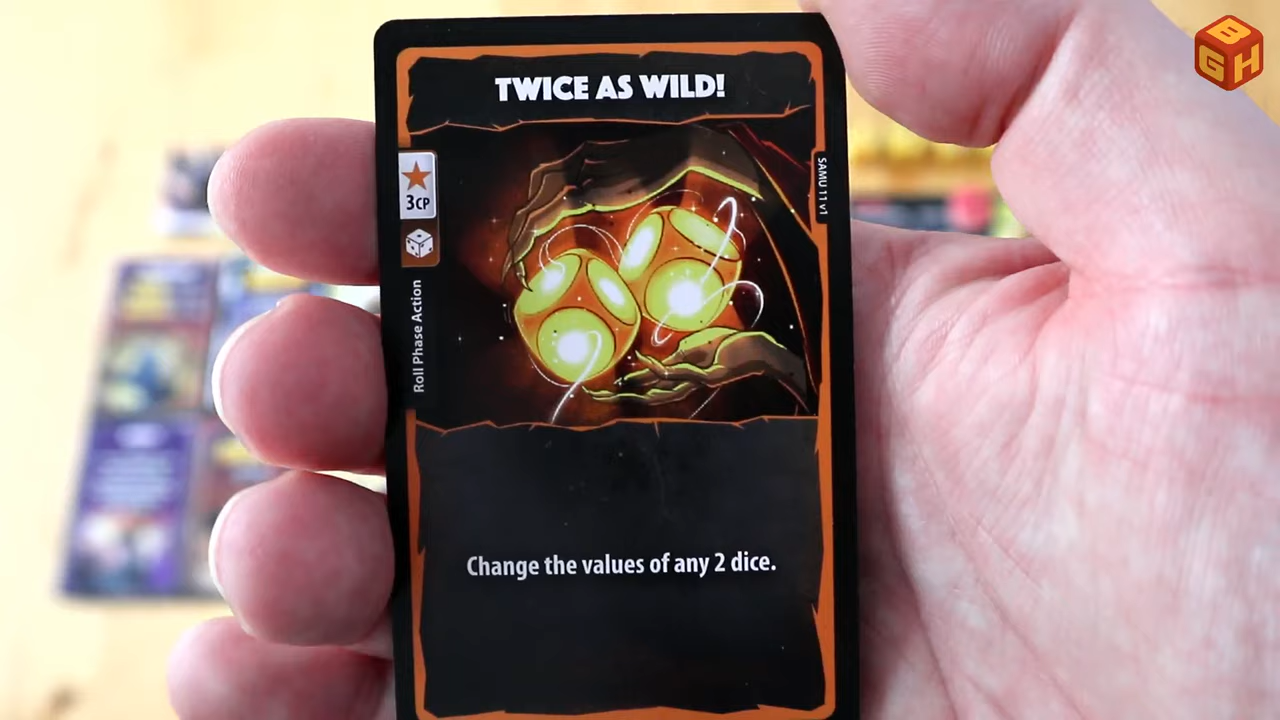 TWICE AS WILD!
3CP
SAMU 11 v1
Roll Phase Action
Change the values of any 2 dice.
BGH